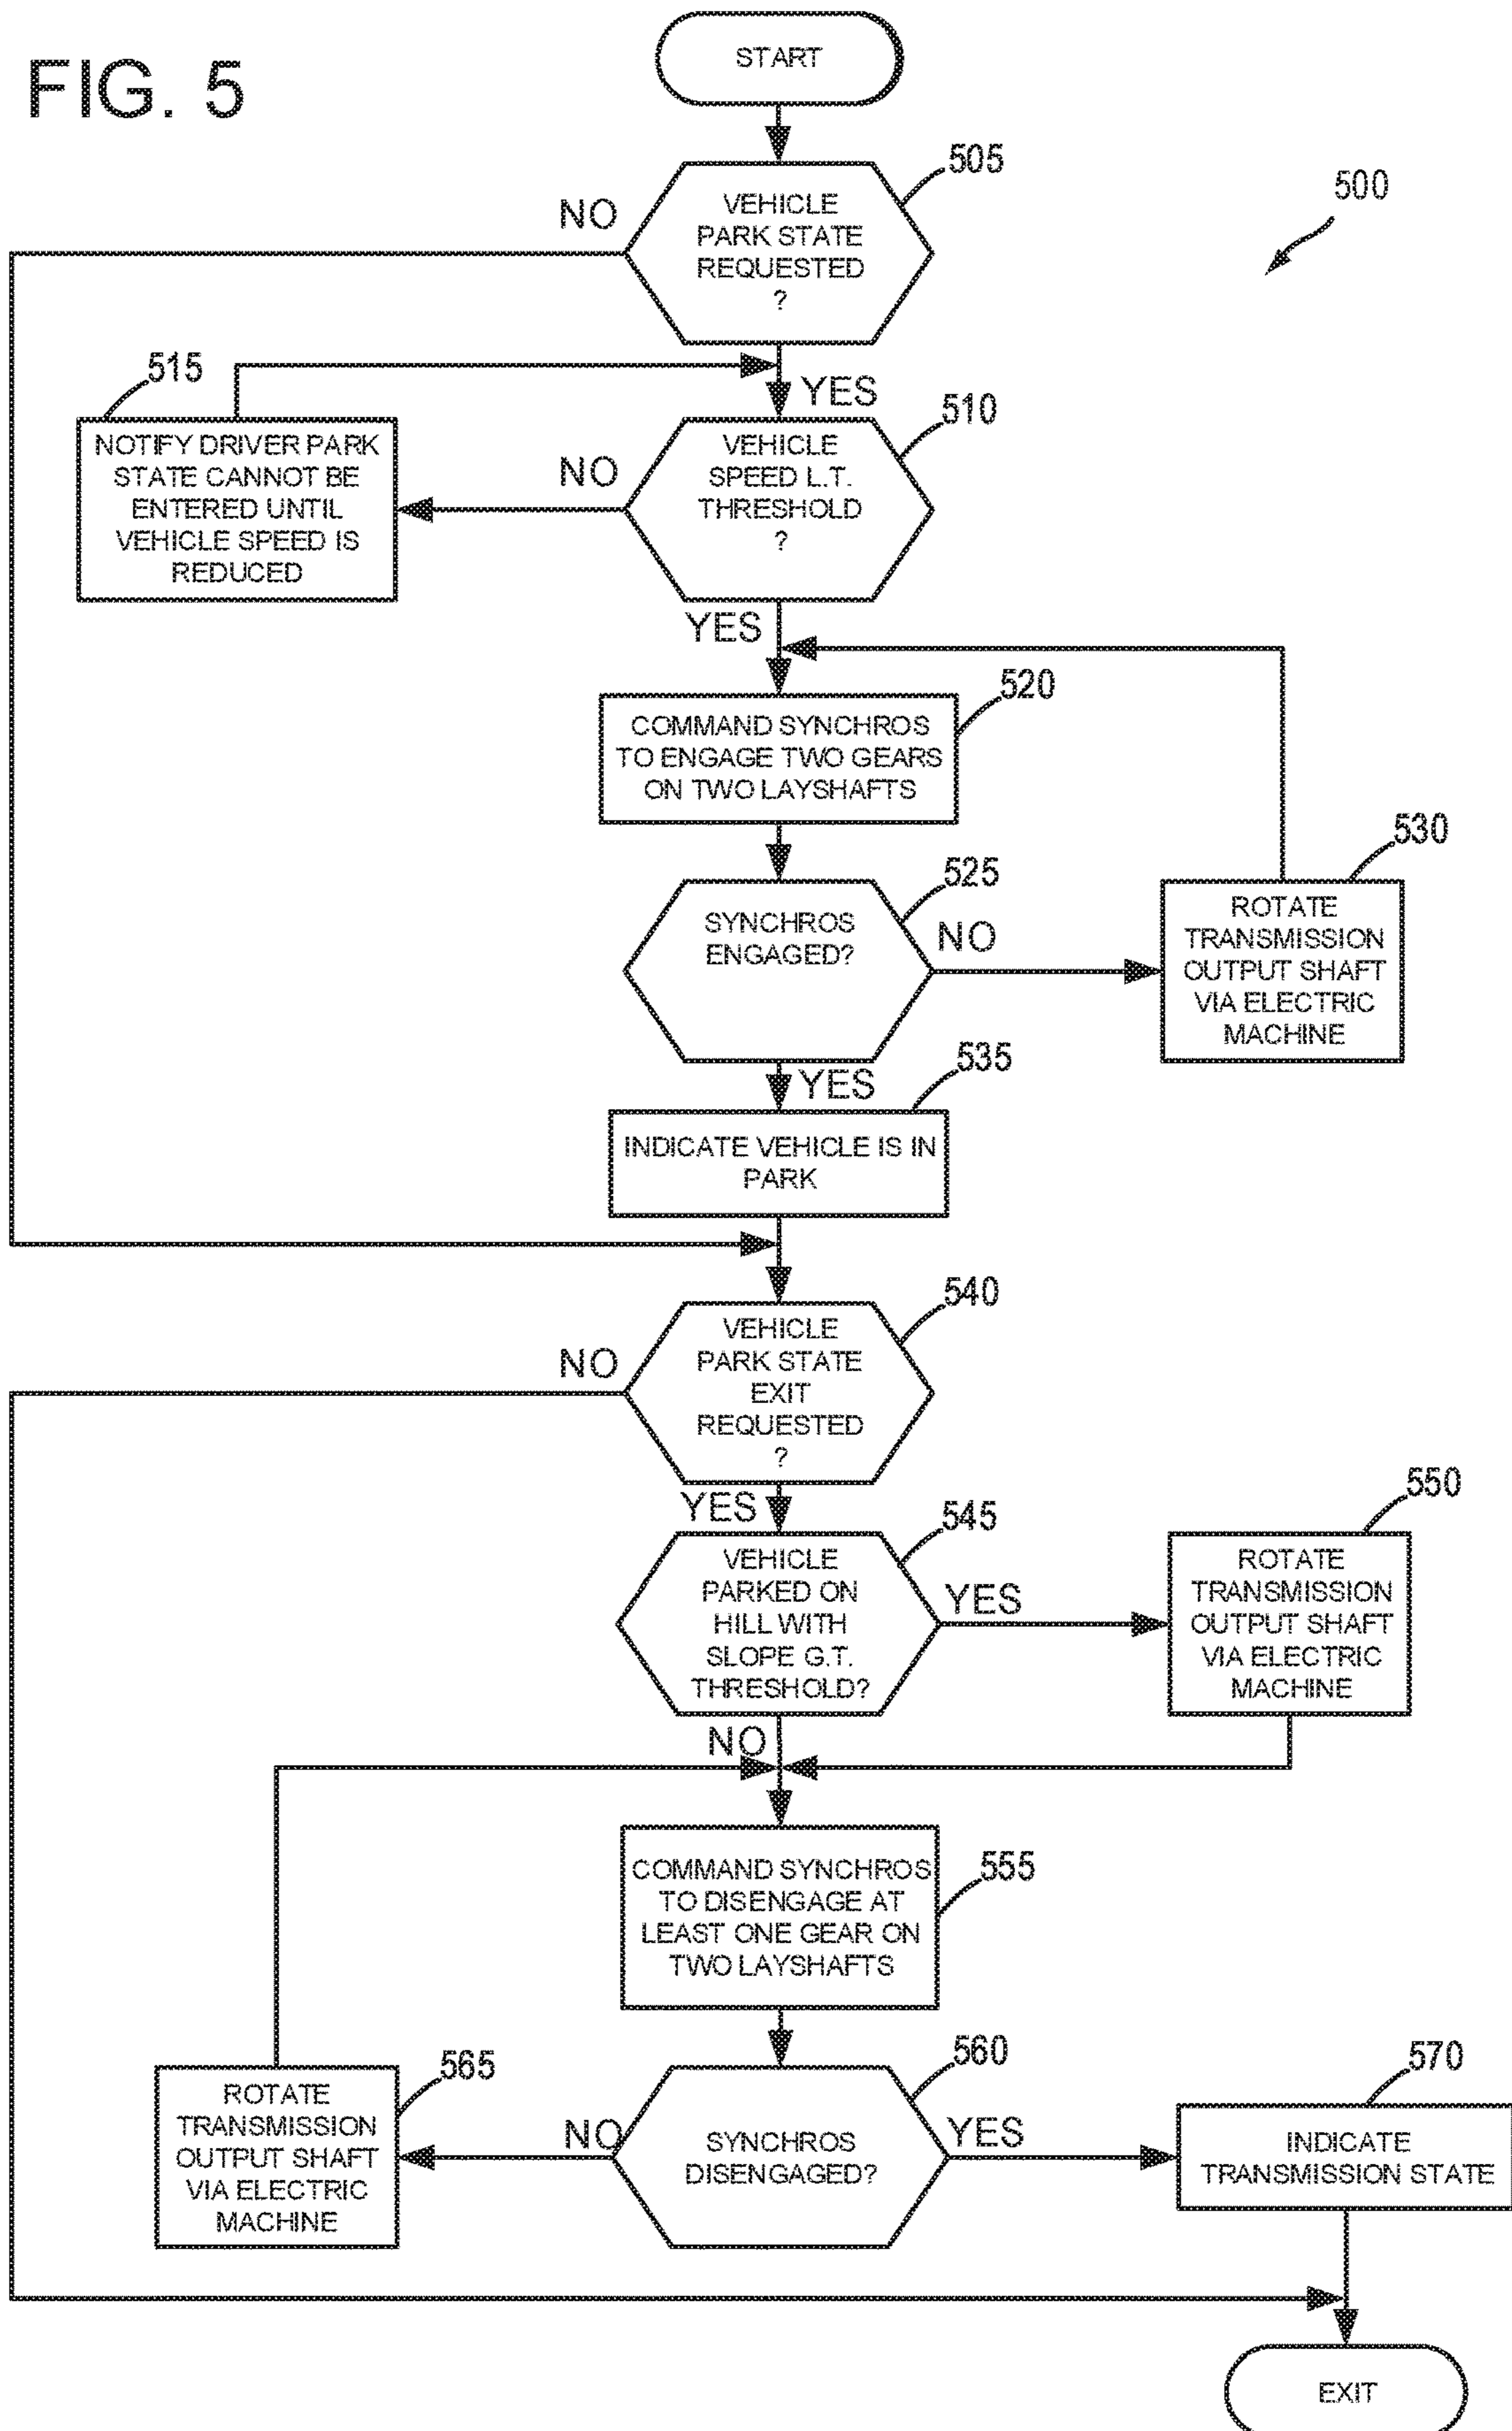 FIG. 5
START
505
500
NO
VEHICLE
PARK STATE
REQUESTED
?
515
YES
510
NOTIFY DRIVER PARK
STATE CANNOT BE
ENTERED UNTIL
VEHICLE SPEED IS
REDUCED
NO
VEHICLE
SPEED L.T.
THRESHOLD
?
YES
520
COMMAND SYNCHROS
TO ENGAGE TWO GEARS
ON TWO LAYSHAFTS
525
530
SYNCHROS
ENGAGED?
NO
ROTATE
TRANSMISSION
OUTPUT SHAFT
VIA ELECTRIC
MACHINE
YES
535
INDICATE VEHICLE IS IN
PARK
540
NO
VEHICLE
PARK STATE
EXIT
REQUESTED
?
YES
545
550
VEHICLE
PARKED ON
HILL WITH
SLOPE G.T.
THRESHOLD?
YES
ROTATE
TRANSMISSION
OUTPUT SHAFT
VIA ELECTRIC
MACHINE
NO
555
COMMAND SYNCHROS
TO DISENGAGE AT
LEAST ONE GEAR ON
TWO LAYSHAFTS
565
560
570
ROTATE
TRANSMISSION
OUTPUT SHAFT
VIA ELECTRIC
MACHINE
NO
SYNCHROS
DISENGAGED?
YES
INDICATE
TRANSMISSION STATE
EXIT